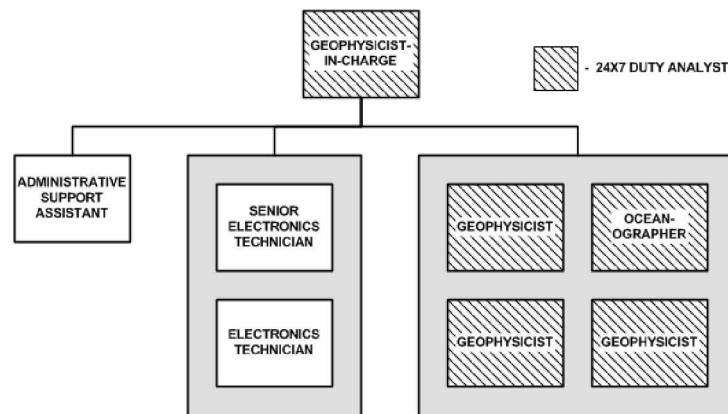 GEOPHYSICIST-
IN-CHARGE
- 24X7 DUTY ANALYST
ADMINISTRATIVE
SUPPORT
ASSISTANT
SENIOR
ELECTRONICS
TECHNICIAN
GEOPHYSICIST
OCEAN-
OGRAPHER
ELECTRONICS
TECHNICIAN
GEOPHYSICIST
GEOPHYSICIST